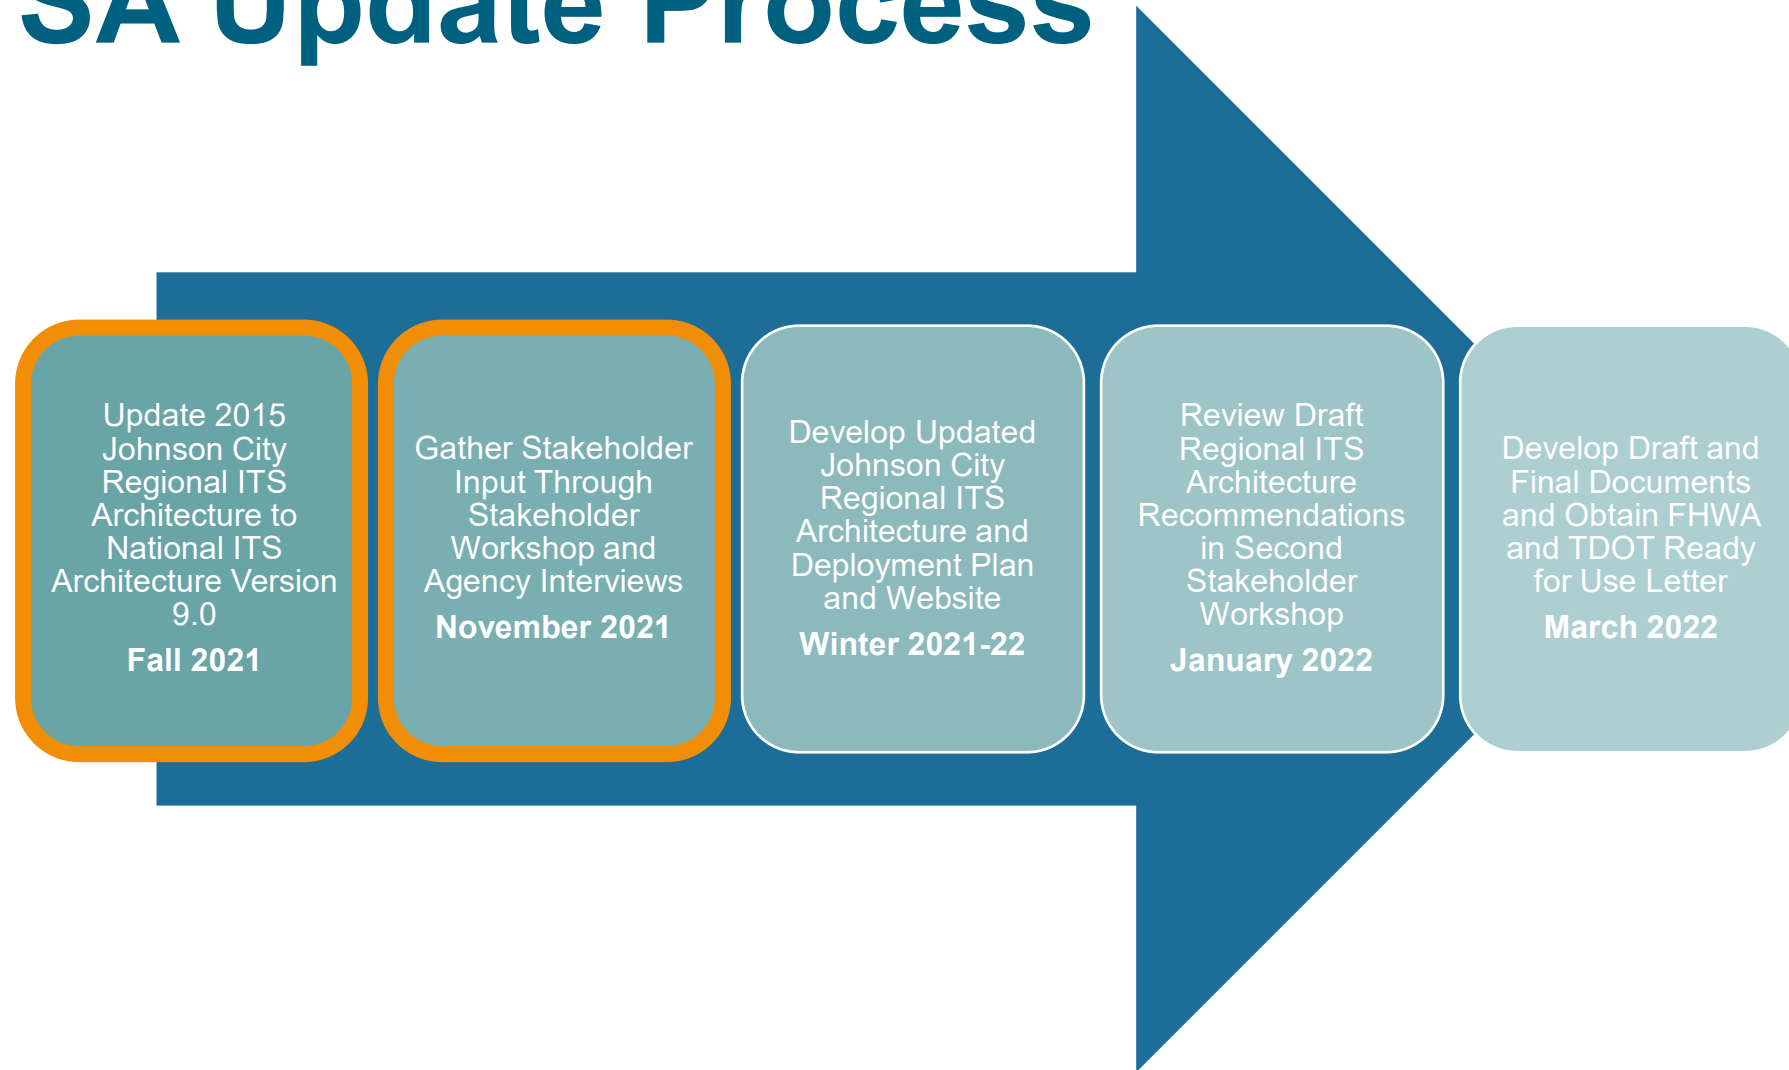 SA Update Process
Update 2015
Johnson City
Regional ITS
Architecture to
National ITS
Architecture Version
9.0
Fall 2021
Gather Stakeholder
Input Through
Stakeholder
Workshop and
Agency Interviews
November 2021
Develop Updated
Johnson City
Regional ITS
Architecture and
Deployment Plan
and Website
Winter 2021-22
Review Draft
Regional ITS
Architecture
Recommendations
in Second
Stakeholder
Workshop
January 2022
Develop Draft and
Final Documents
and Obtain FHWA
and TDOT Ready
for Use Letter
March 2022